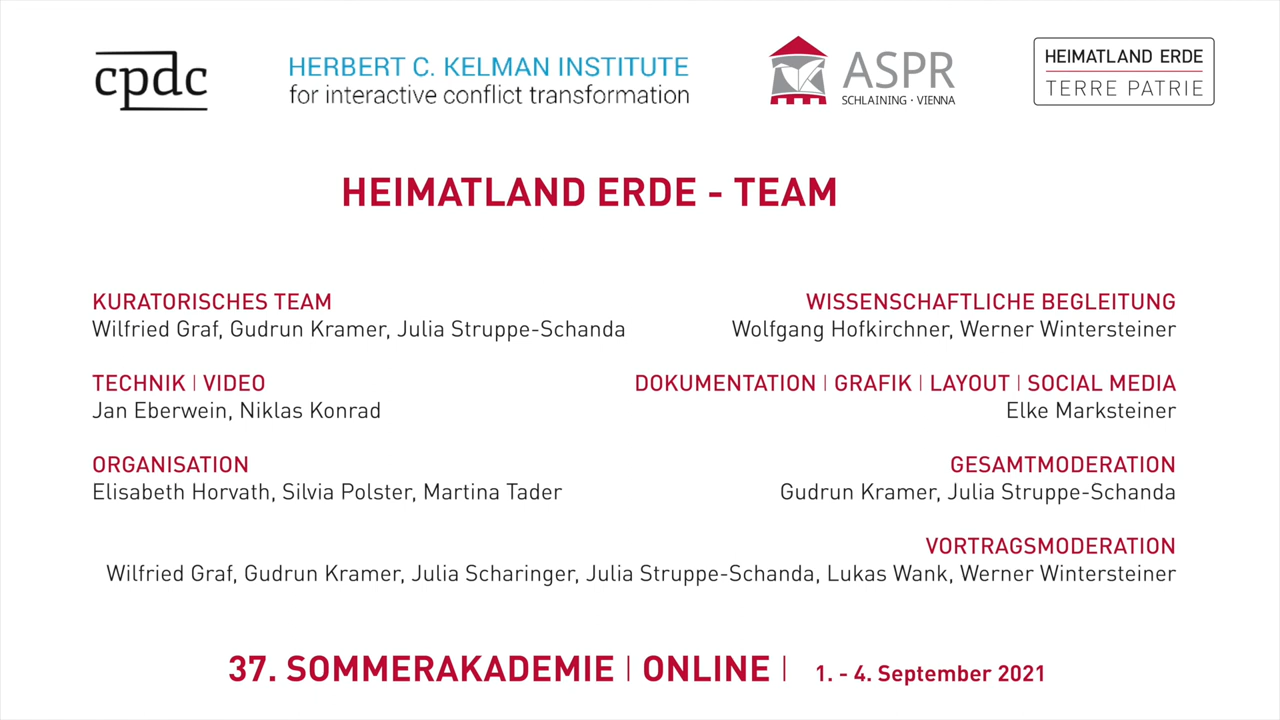 cpdc
HERBERT C. KELMAN INSTITUTE
for interactive conflict transformation
ASPR
SCHLAINING · VIENNA
HEIMATLAND ERDE
TERRE PATRIE
HEIMATLAND ERDE - TEAM
KURATORISCHES TEAM
Wilfried Graf, Gudrun Kramer, Julia Struppe-Schanda
WISSENSCHAFTLICHE BEGLEITUNG
Wolfgang Hofkirchner, Werner Wintersteiner
TECHNIK | VIDEO
Jan Eberwein, Niklas Konrad
DOKUMENTATION | GRAFIK | LAYOUT | SOCIAL MEDIA
Elke Marksteiner
ORGANISATION
Elisabeth Horvath, Silvia Polster, Martina Tader
GESAMTMODERATION
Gudrun Kramer, Julia Struppe-Schanda
VORTRAGSMODERATION
Wilfried Graf, Gudrun Kramer, Julia Scharinger, Julia Struppe-Schanda, Lukas Wank, Werner Wintersteiner
37. SOMMERAKADEMIE | ONLINE | 1. - 4. September 2021